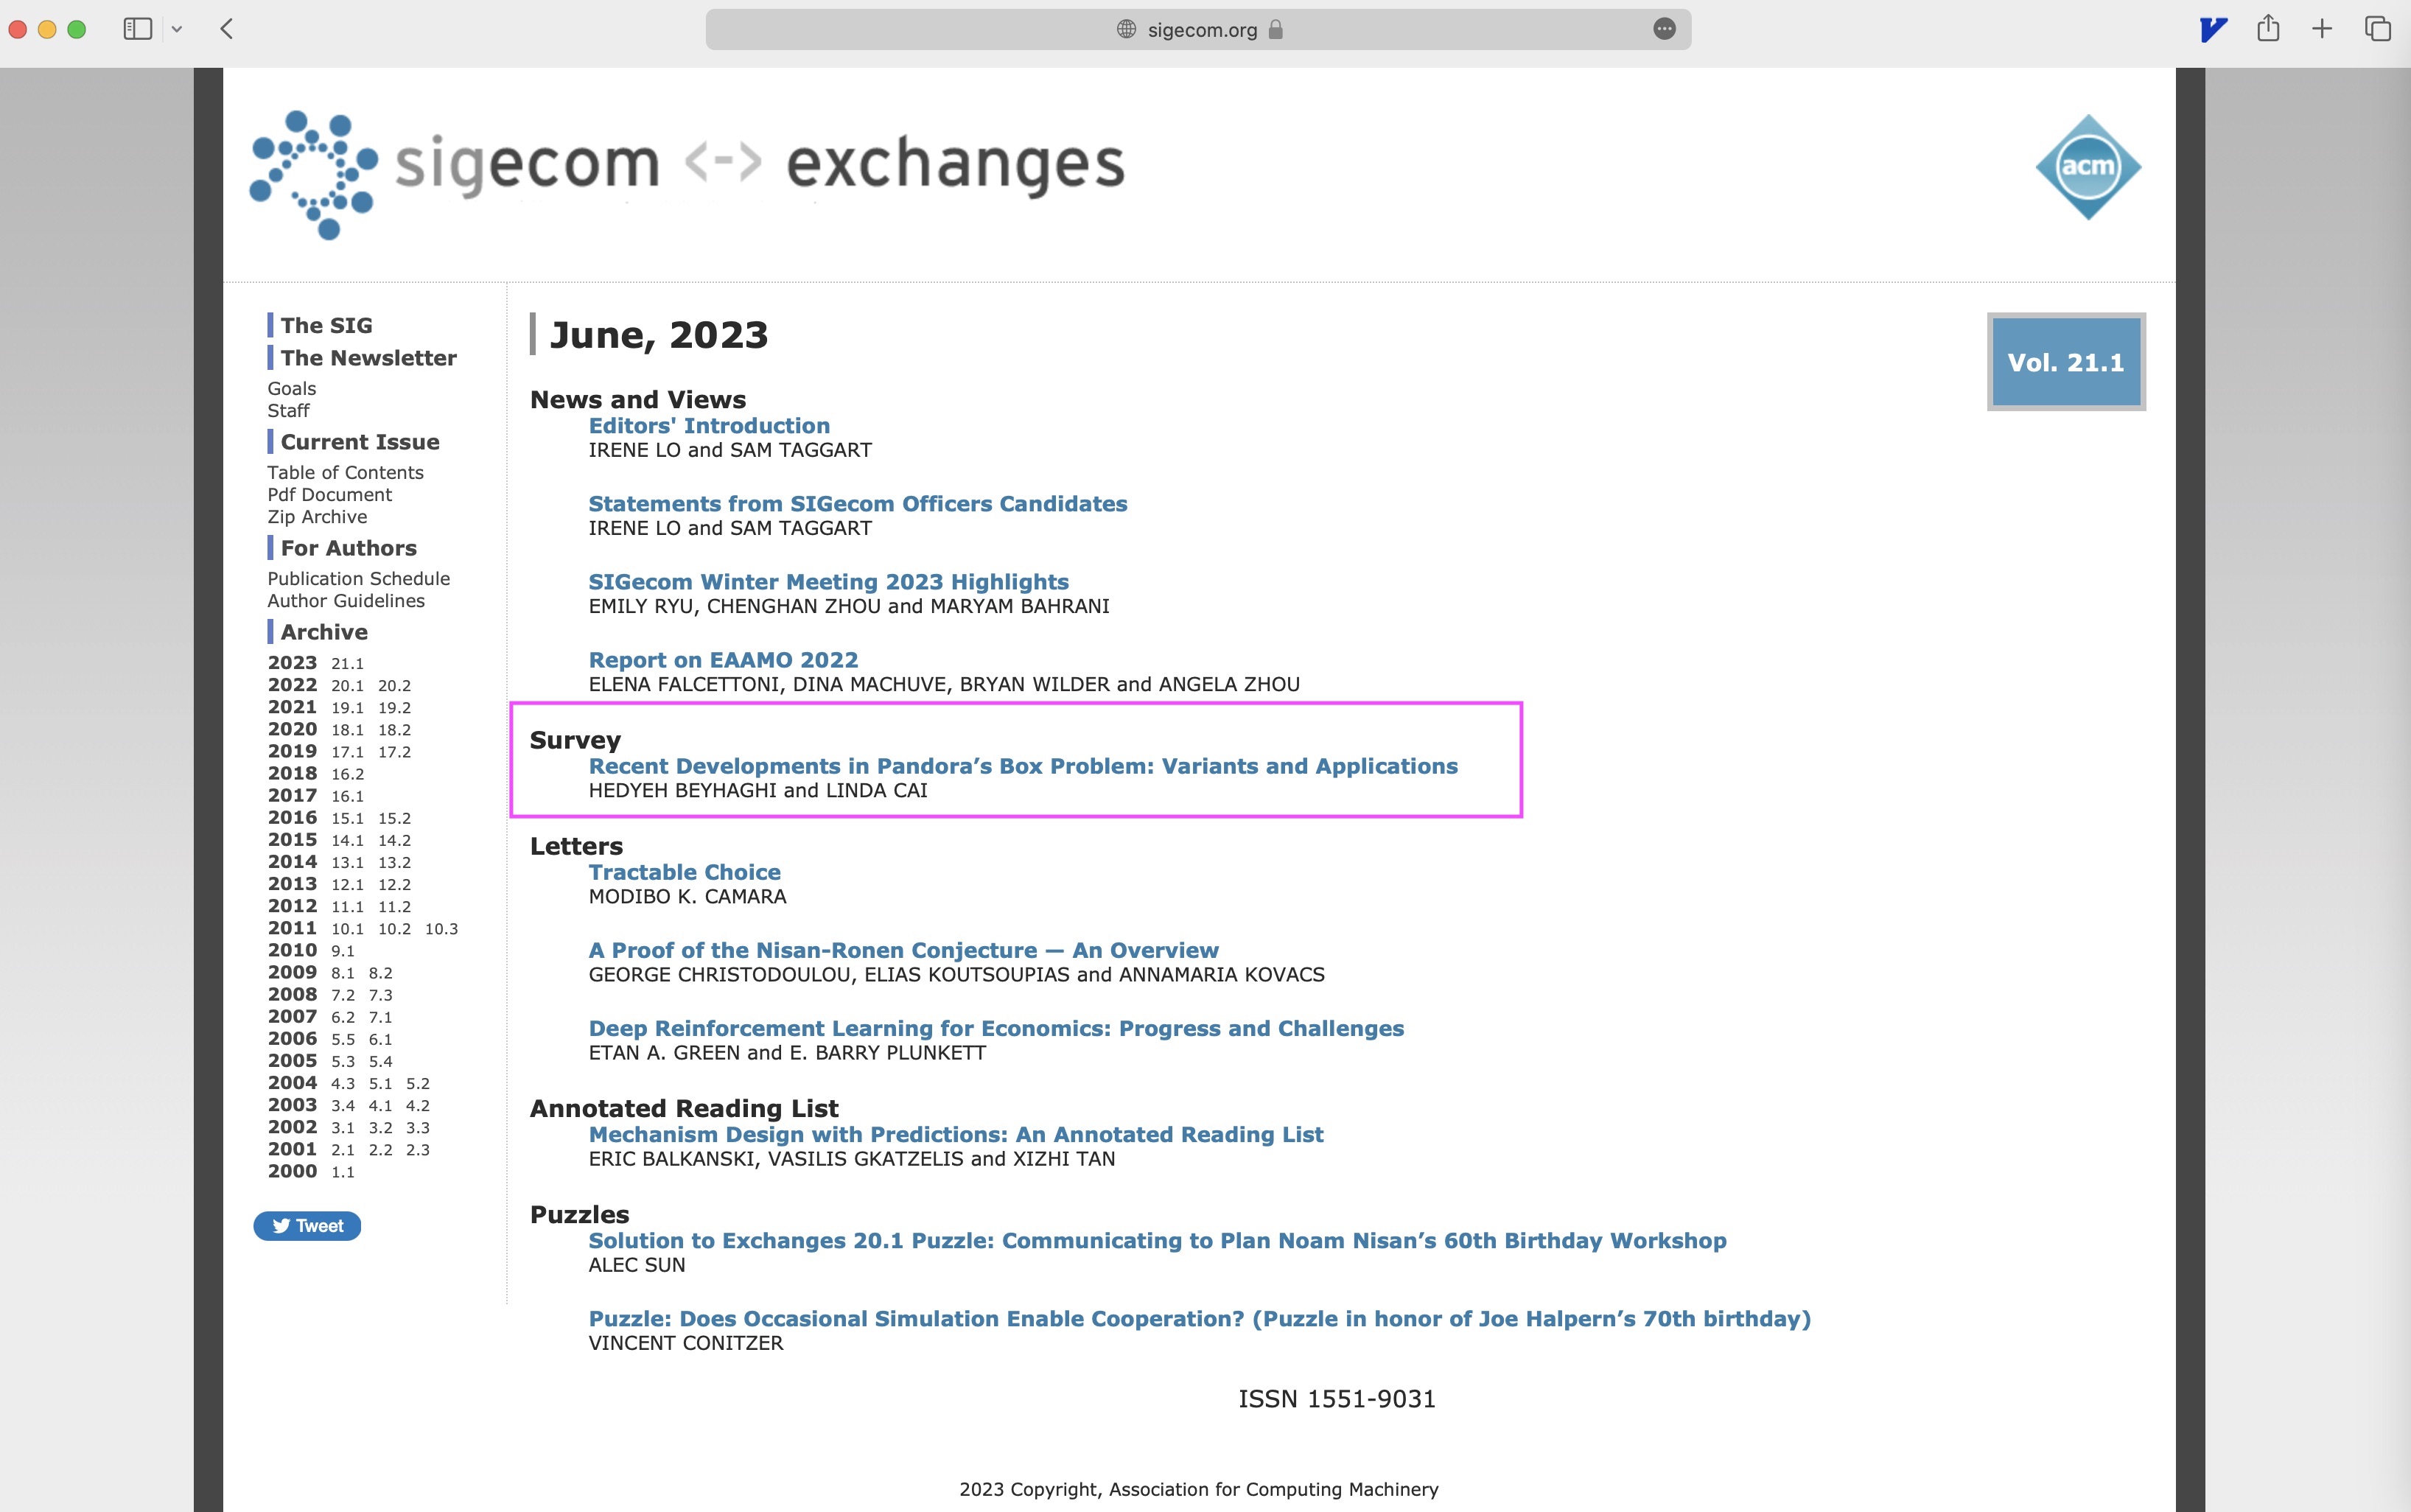 sigecom.org
sigecom <-> exchanges
acm
The SIG
The Newsletter
Goals
Staff
Current Issue
Table of Contents
Pdf Document
Zip Archive
For Authors
Publication Schedule
Author Guidelines
Archive
2023 21.1
2022 20.1 20.2
2021 19.1 19.2
2020 18.1 18.2
2019 17.1 17.2
2018 16.2
2017 16.1
2016 15.1 15.2
2015 14.1 14.2
2014 13.1 13.2
2013 12.1 12.2
2012 11.1 11.2
2011 10.1 10.2 10.3
2010 9.1
2009 8.1 8.2
2008 7.2 7.3
2007 6.2 7.1
2006 5.5 6.1
2005 5.3 5.4
2004 4.3 5.1 5.2
2003 3.4 4.1 4.2
2002 3.1 3.2 3.3
2001 2.1 2.2 2.3
2000 1.1
Tweet
June, 2023
Vol. 21.1
News and Views
Editors' Introduction
IRENE LO and SAM TAGGART
Statements from SIGecom Officers Candidates
IRENE LO and SAM TAGGART
SIGecom Winter Meeting 2023 Highlights
EMILY RYU, CHENGHAN ZHOU and MARYAM BAHRANI
Report on EAAMO 2022
ELENA FALCETTONI, DINA MACHUVE, BRYAN WILDER and ANGELA ZHOU
Survey
Recent Developments in Pandora’s Box Problem: Variants and Applications
HEDYEH BEYHAGHI and LINDA CAI
Letters
Tractable Choice
MODIBO K. CAMARA
A Proof of the Nisan-Ronen Conjecture — An Overview
GEORGE CHRISTODOULOU, ELIAS KOUTSOUPIAS and ANNAMARIA KOVACS
Deep Reinforcement Learning for Economics: Progress and Challenges
ETAN A. GREEN and E. BARRY PLUNKETT
Annotated Reading List
Mechanism Design with Predictions: An Annotated Reading List
ERIC BALKANSKI, VASILIS GKATZELIS and XIZHI TAN
Puzzles
Solution to Exchanges 20.1 Puzzle: Communicating to Plan Noam Nisan’s 60th Birthday Workshop
ALEC SUN
Puzzle: Does Occasional Simulation Enable Cooperation? (Puzzle in honor of Joe Halpern’s 70th birthday)
VINCENT CONITZER
ISSN 1551-9031
2023 Copyright, Association for Computing Machinery